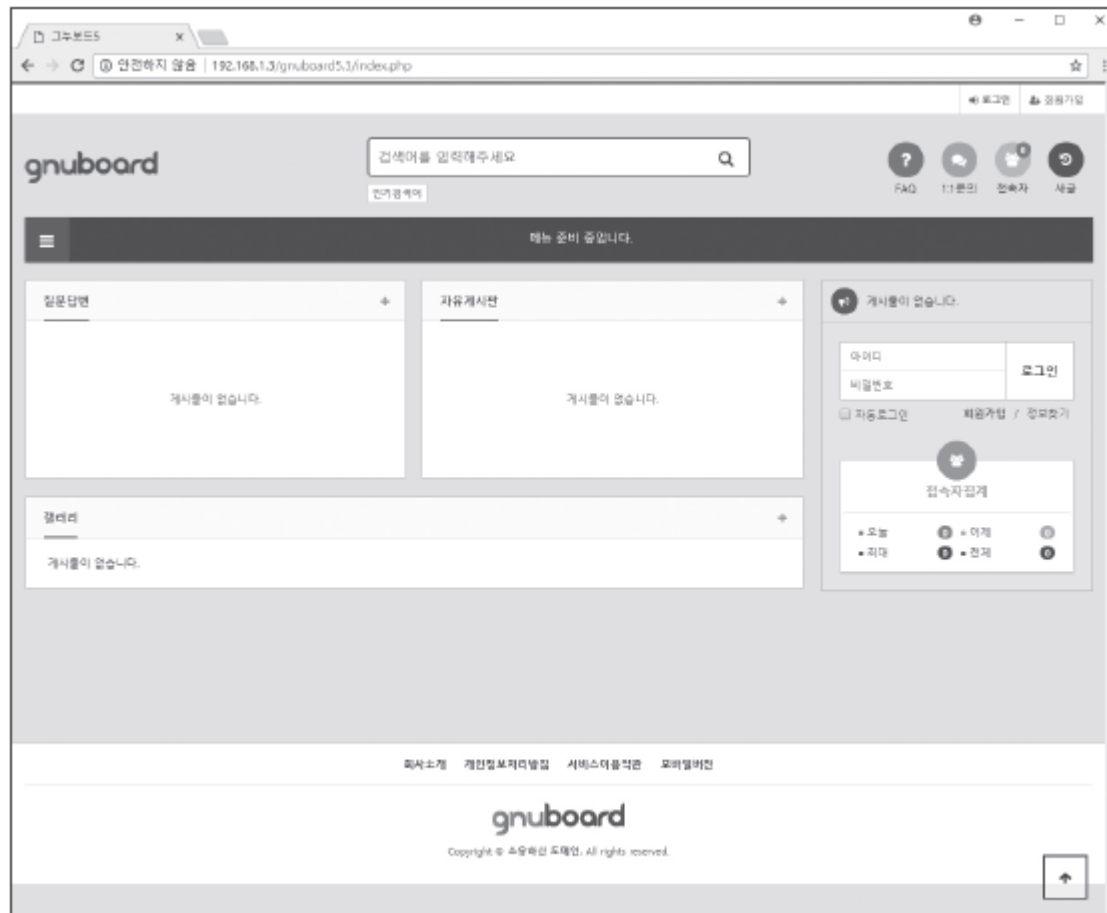 그누보드5
안전하지 않음 | 192.168.1.3/gnuboard5.3/index.php
로그인 회원가입
gnuboard
검색어를 입력해주세요
인기검색어
FAQ 1:1문의 접속자 새글
0
메뉴 준비 중입니다.
질문답변
게시물이 없습니다.
자유게시판
게시물이 없습니다.
갤러리
게시물이 없습니다.
게시물이 없습니다.
아이디
비밀번호
로그인
자동로그인 회원가입 / 정보찾기
접속자집계
오늘 0 어제 0
최대 0 전체 0
회사소개 개인정보처리방침 서비스이용약관 모바일버전
gnuboard
Copyright © 소유하신 도메인. All rights reserved.